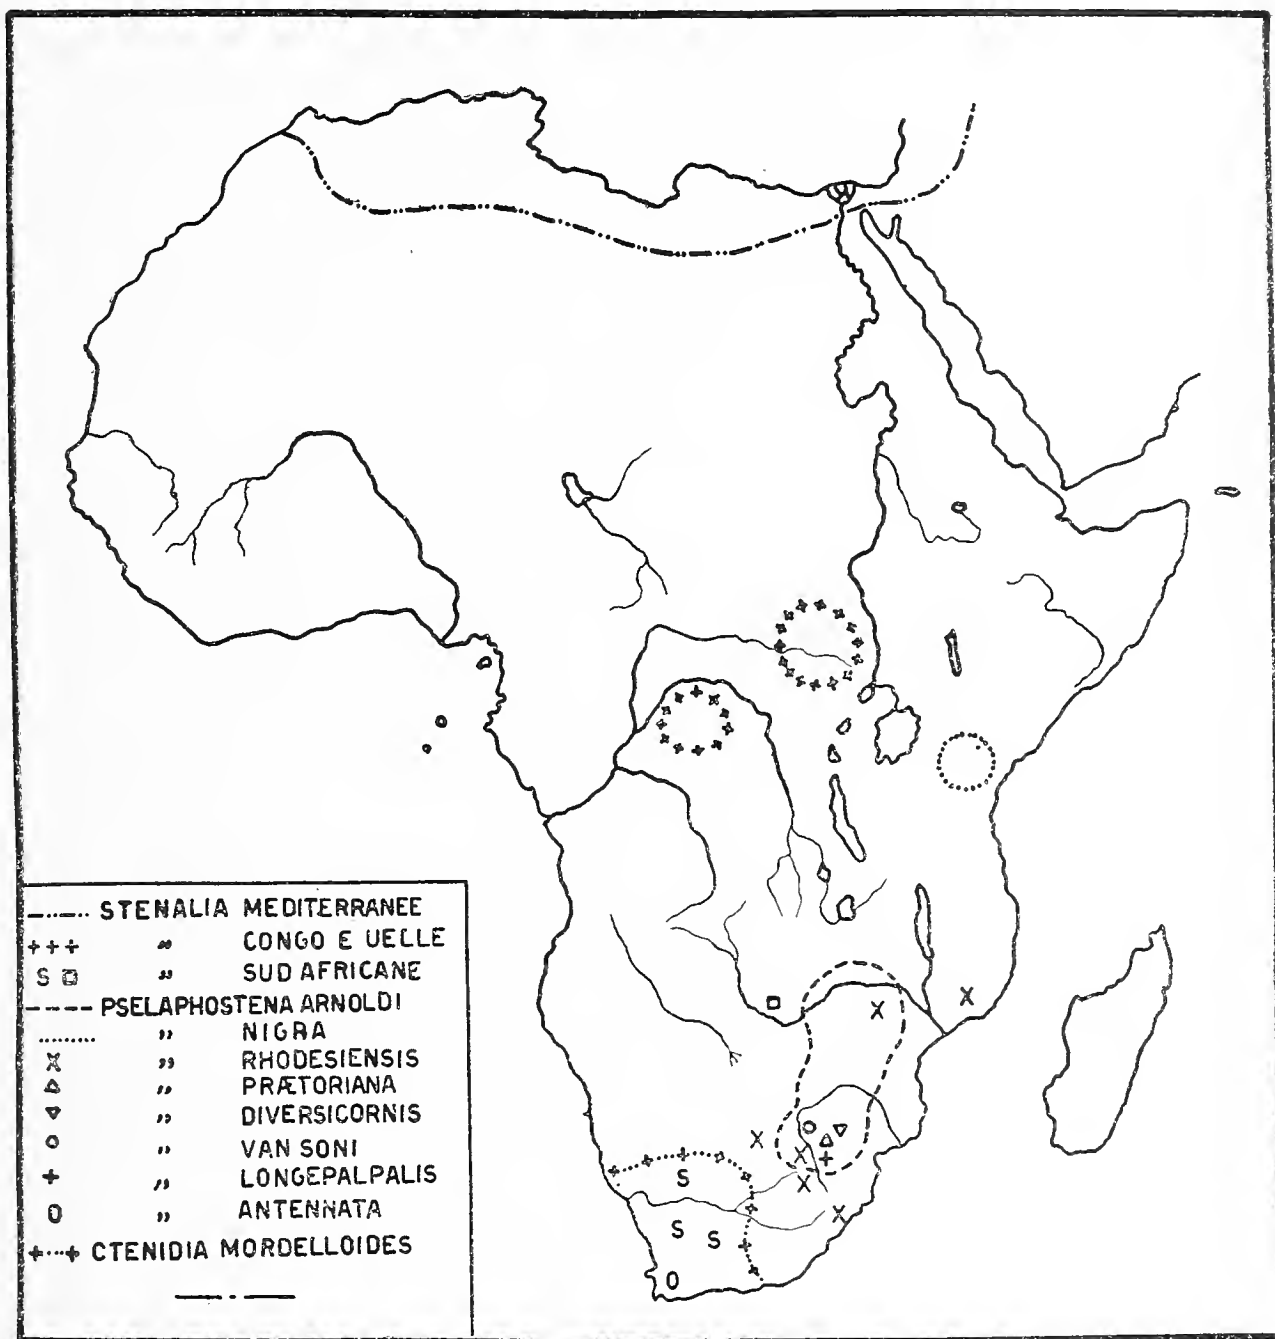 STENALIA MEDITERRANEE
" CONGO E UELLE
S " SUD AFRICANE
PSELAPHOSTENA ARNOLDI
" NIGRA
" RHODESIENSIS
" PRÆTORIANA
" DIVERSICORNIS
" VAN SONI
" LONGEPALPALIS
" ANTENNATA
CTENIDIA MORDELLOIDES
S
S
S